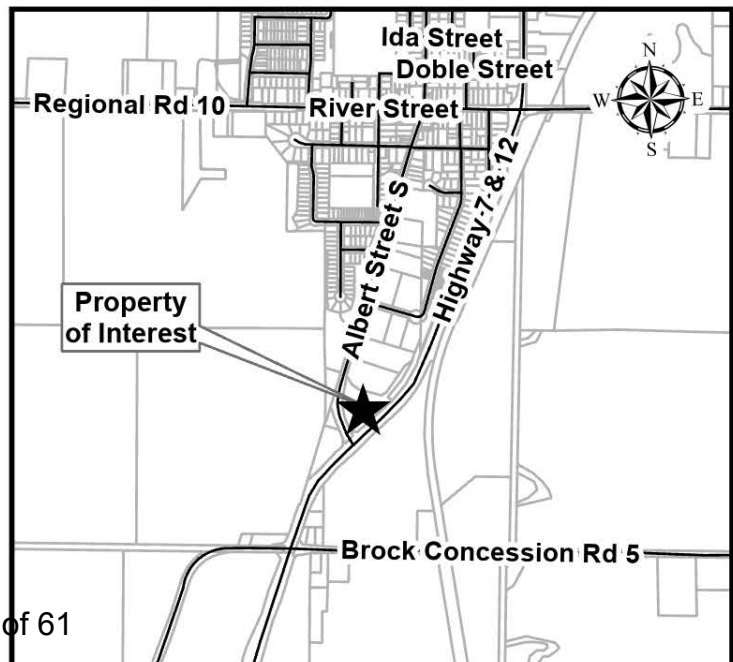 Ida Street
Doble Street
N
W
E
S
Regional Rd 10
River Street
Highway 7 & 12
Albert Street S
Property
of Interest
Brock Concession Rd 5
of 61